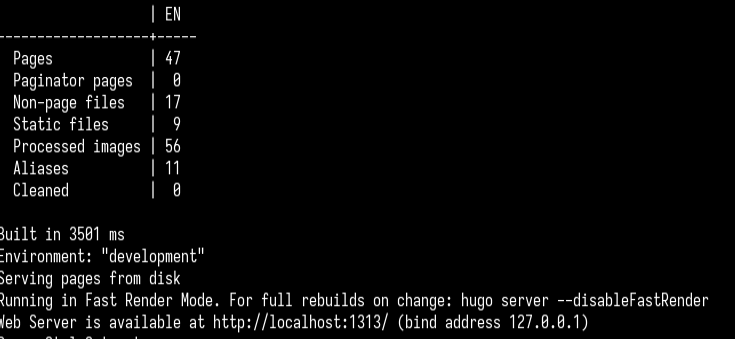 | EN
-------------------+-----
Pages | 47
Paginator pages | 0
Non-page files | 17
Static files | 9
Processed images | 56
Aliases | 11
Cleaned | 0
Built in 3501 ms
Environment: "development"
Serving pages from disk
Running in Fast Render Mode. For full rebuilds on change: hugo server --disableFastRender
Web Server is available at http://localhost:1313/ (bind address 127.0.0.1)